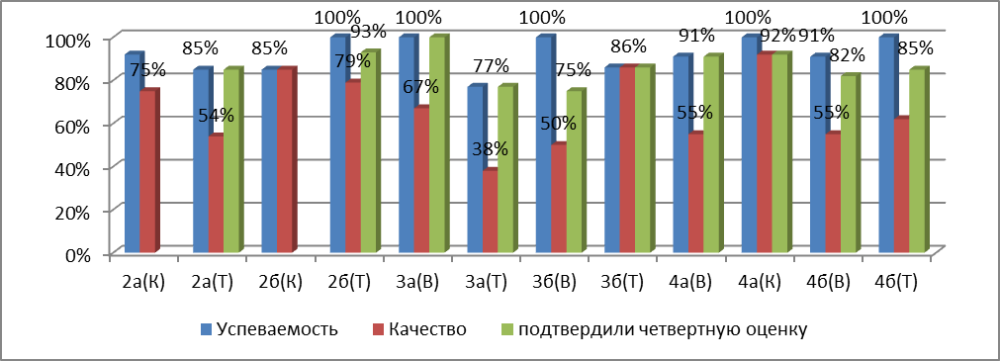 100% 100% 100% 100% 100%
100% 85% 85% 93% 86% 91% 92% 91% 85%
80% 75% 79% 77% 75% 82%
60% 54% 67% 50% 55% 55%
40% 38%
20%
0%
2а(К) 2а(Т) 2б(К) 2б(Т) 3а(В) 3а(Т) 3б(В) 3б(Т) 4а(В) 4а(К) 4б(В) 4б(Т)
Успеваемость Качество подтвердили четвертную оценку